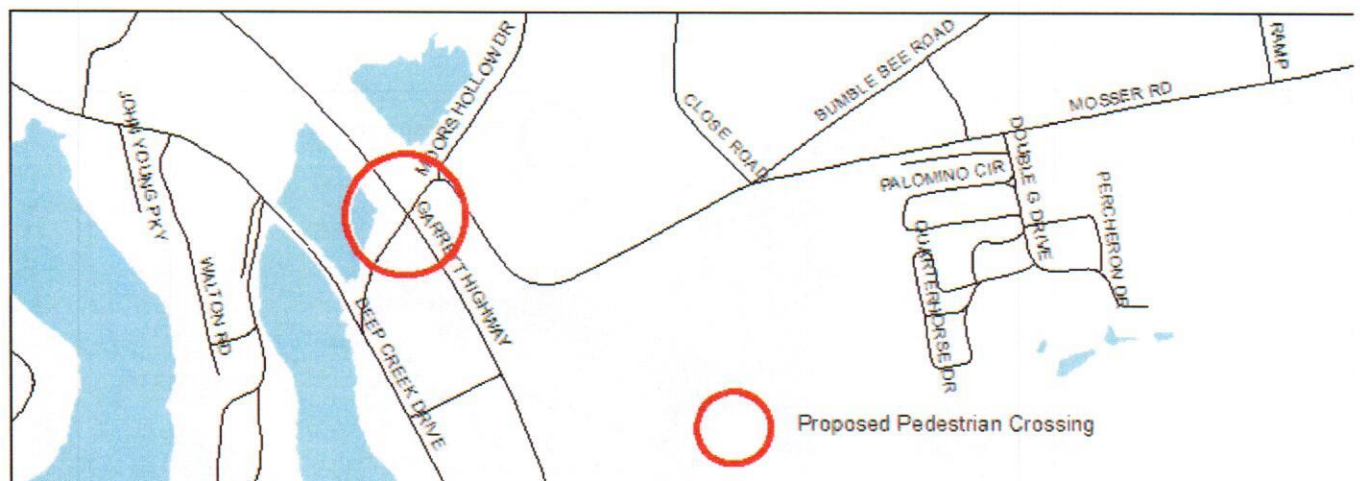 JOHN YOUNG PKY
WALTON RD
MOORS HOLLOW DR
GARRETT HIGHWAY
DEEP CREEK DRIVE
CLOSE ROAD
BUMBLE BEE ROAD
MOSSER RD
RAMP
DOUBLE G DRIVE
PALOMINO CIR
PERCHERON DR
QUARTERHORSE DR
Proposed Pedestrian Crossing